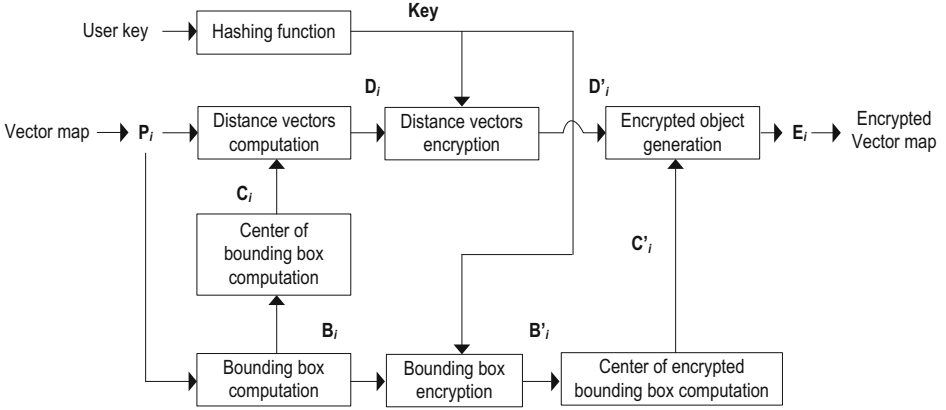 Key
User key
Hashing function
D_i
D'_i
Vector map
P_i
Distance vectors
computation
Distance vectors
encryption
Encrypted object
generation
E_i
Encrypted
Vector map
C_i
Center of
bounding box
computation
C'_i
B_i
B'_i
Bounding box
computation
Bounding box
encryption
Center of encrypted
bounding box computation